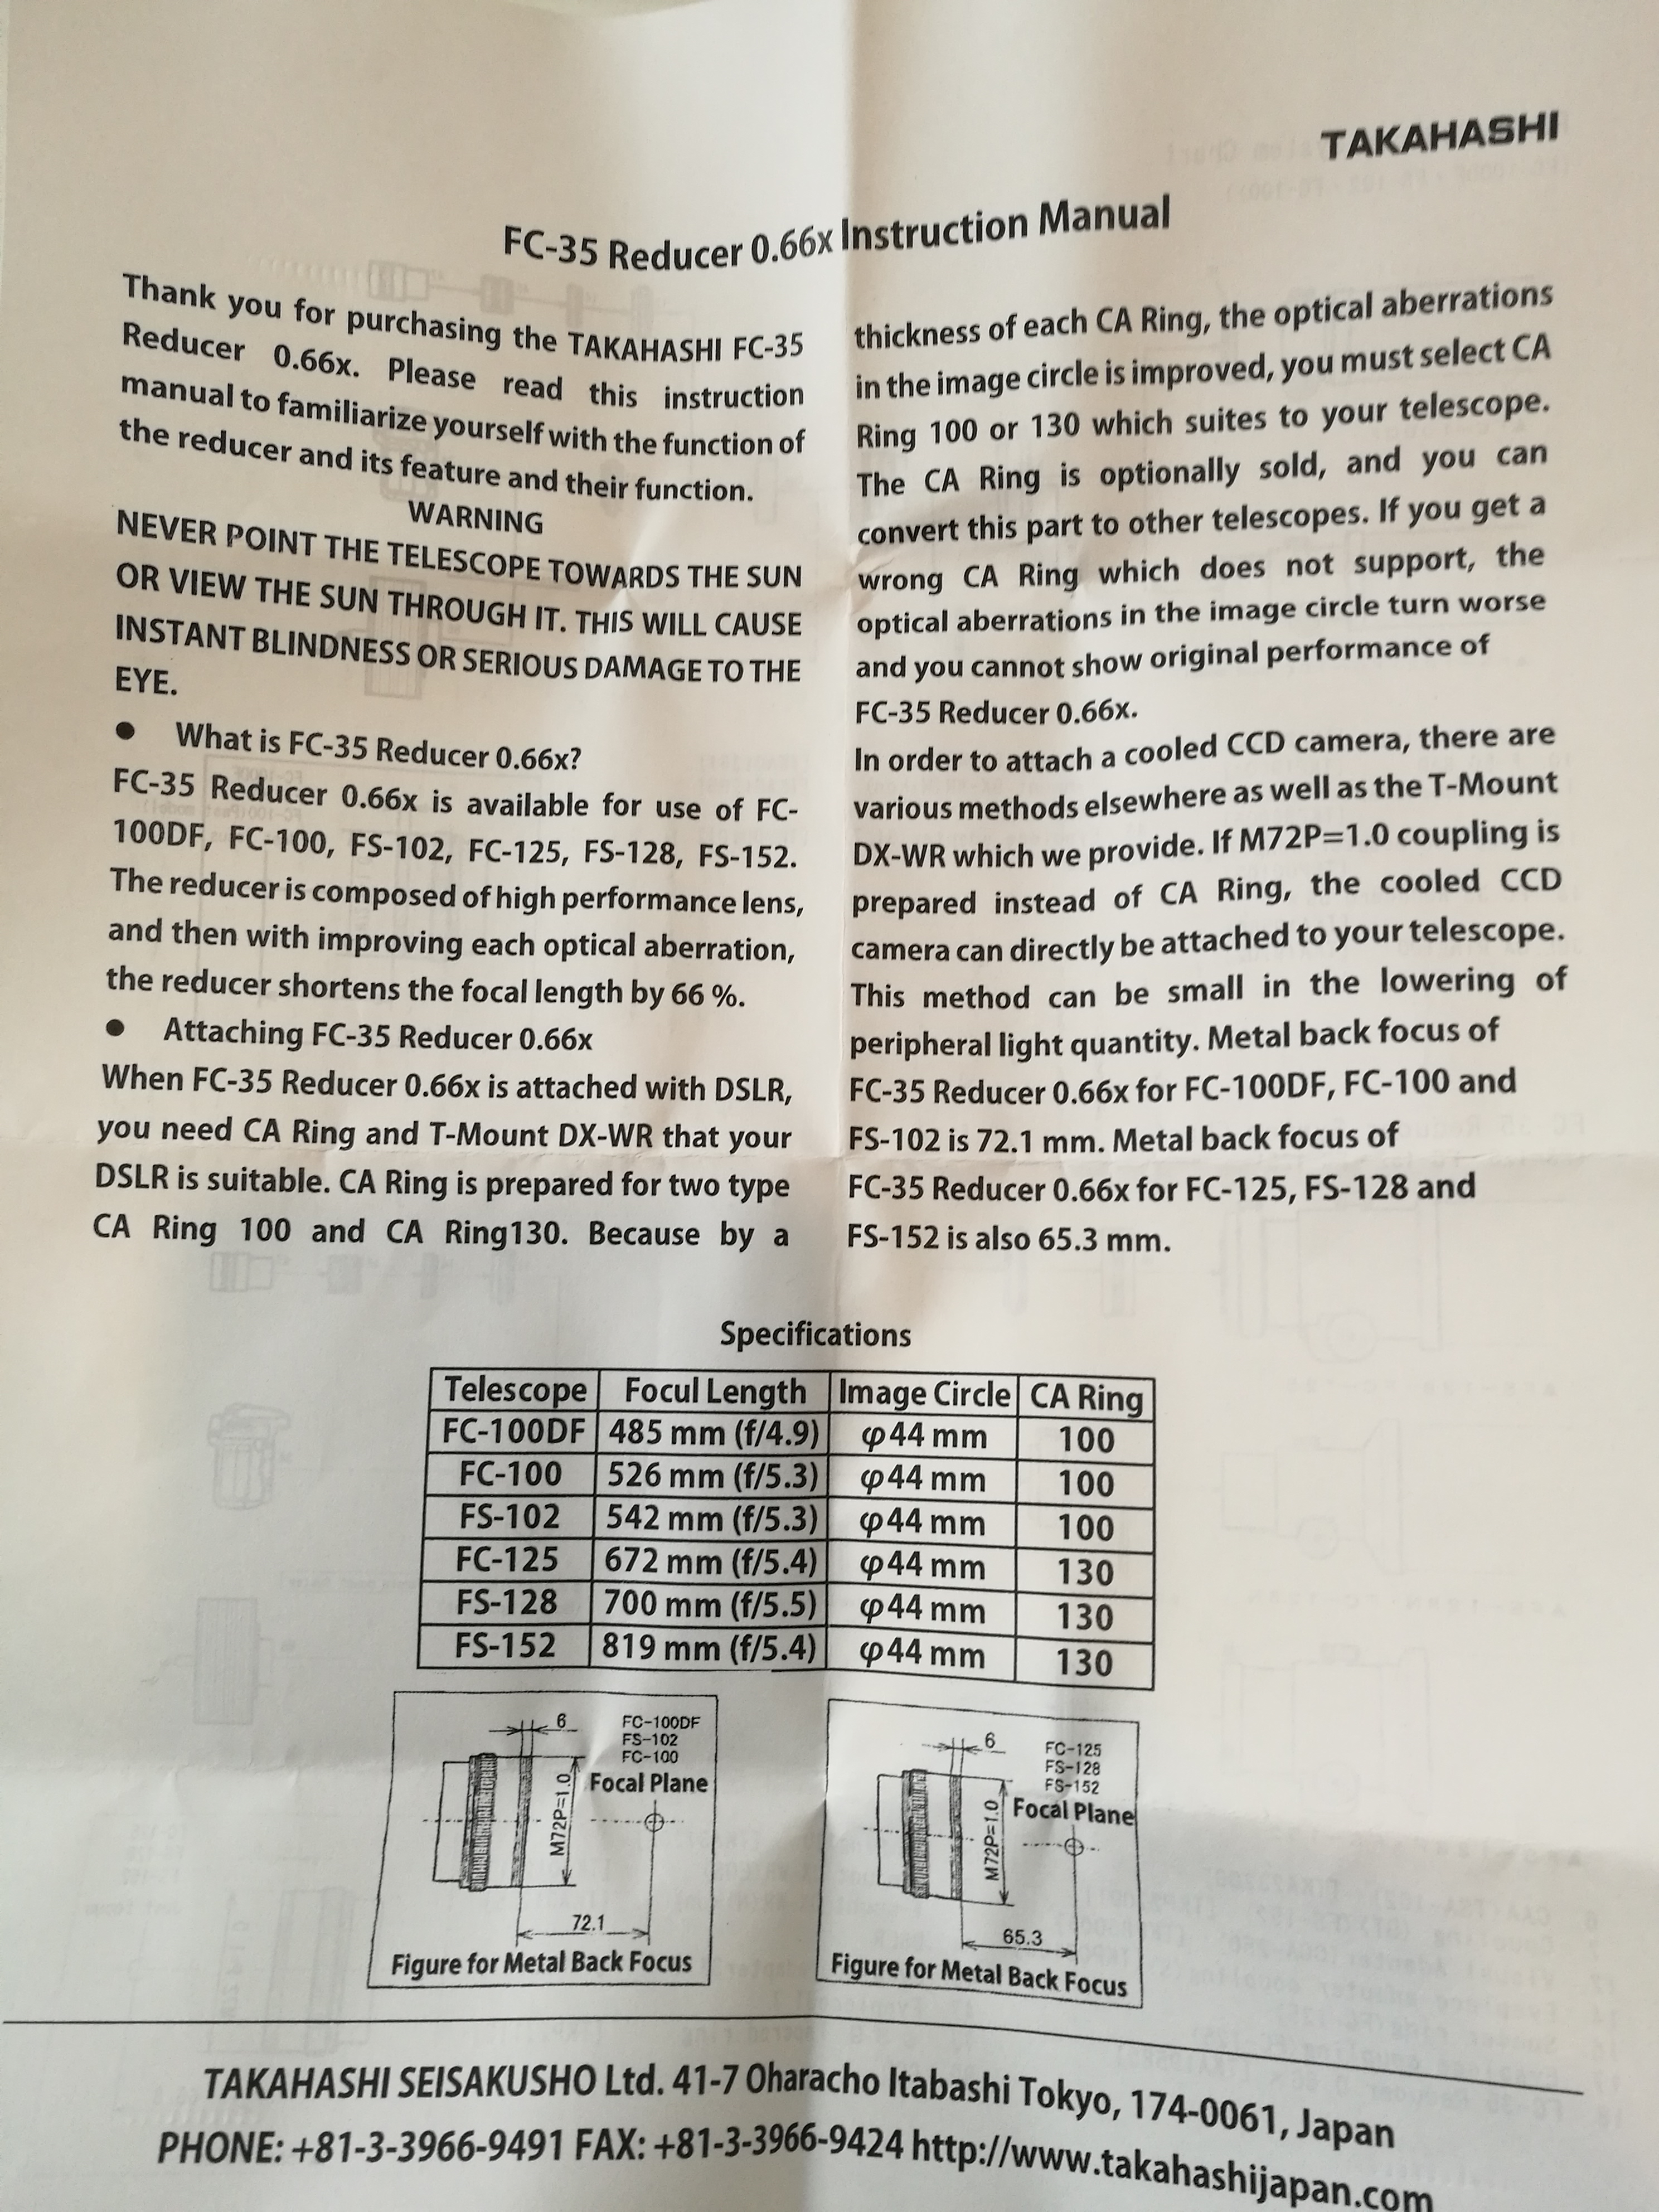 TAKAHASHI
FC-35 Reducer 0.66x Instruction Manual
Thank you for purchasing the TAKAHASHI FC-35
Reducer 0.66x. Please read this instruction
manual to familiarize yourself with the function of
the reducer and its feature and their function.
WARNING
NEVER POINT THE TELESCOPE TOWARDS THE SUN
OR VIEW THE SUN THROUGH IT. THIS WILL CAUSE
INSTANT BLINDNESS OR SERIOUS DAMAGE TO THE
EYE.
● What is FC-35 Reducer 0.66x?
FC-35 Reducer 0.66x is available for use of FC-
100DF, FC-100, FS-102, FC-125, FS-128, FS-152.
The reducer is composed of high performance lens,
and then with improving each optical aberration,
the reducer shortens the focal length by 66 %.
● Attaching FC-35 Reducer 0.66x
When FC-35 Reducer 0.66x is attached with DSLR,
you need CA Ring and T-Mount DX-WR that your
DSLR is suitable. CA Ring is prepared for two type
CA Ring 100 and CA Ring130. Because by a
thickness of each CA Ring, the optical aberrations
in the image circle is improved, you must select CA
Ring 100 or 130 which suites to your telescope.
The CA Ring is optionally sold, and you can
convert this part to other telescopes. If you get a
wrong CA Ring which does not support, the
optical aberrations in the image circle turn worse
and you cannot show original performance of
FC-35 Reducer 0.66x.
In order to attach a cooled CCD camera, there are
various methods elsewhere as well as the T-Mount
DX-WR which we provide. If M72P=1.0 coupling is
prepared instead of CA Ring, the cooled CCD
camera can directly be attached to your telescope.
This method can be small in the lowering of
peripheral light quantity. Metal back focus of
FC-35 Reducer 0.66x for FC-100DF, FC-100 and
FS-102 is 72.1 mm. Metal back focus of
FC-35 Reducer 0.66x for FC-125, FS-128 and
FS-152 is also 65.3 mm.
Specifications
Telescope Focul Length Image Circle CA Ring
FC-100DF 485 mm (f/4.9) φ44 mm 100
FC-100 526 mm (f/5.3) φ44 mm 100
FS-102 542 mm (f/5.3) φ44 mm 100
FC-125 672 mm (f/5.4) φ44 mm 130
FS-128 700 mm (f/5.5) φ44 mm 130
FS-152 819 mm (f/5.4) φ44 mm 130
6
FC-100DF
FS-102
FC-100
Focal Plane
M72P=1.0
72.1
Figure for Metal Back Focus
6
FC-125
FS-128
FS-152
Focal Plane
M72P=1.0
65.3
Figure for Metal Back Focus
TAKAHASHI SEISAKUSHO Ltd. 41-7 Oharacho Itabashi Tokyo, 174-0061, Japan
PHONE: +81-3-3966-9491 FAX: +81-3-3966-9424 http://www.takahashijapan.com